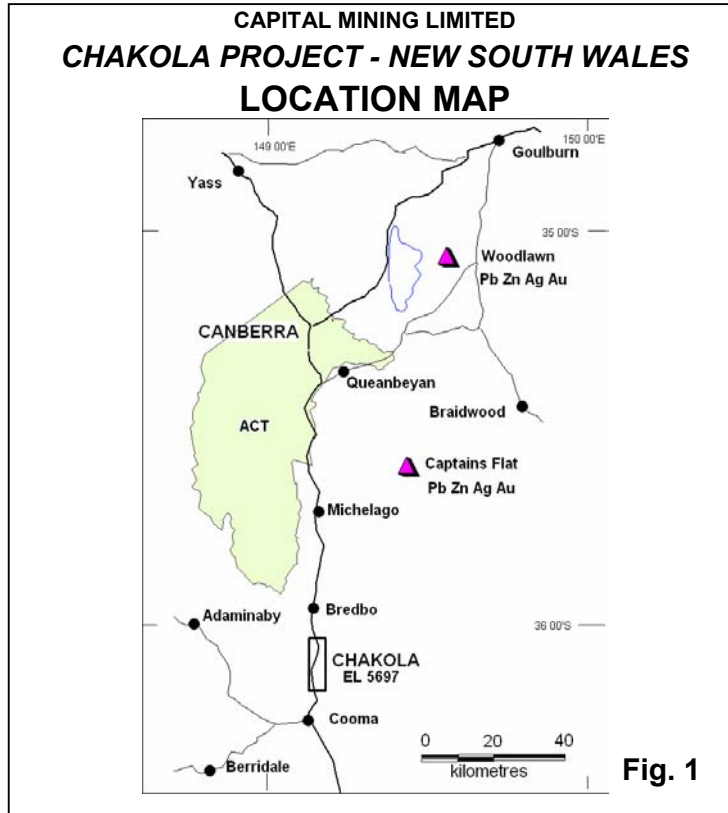 CAPITAL MINING LIMITED
CHAKOLA PROJECT - NEW SOUTH WALES
LOCATION MAP
149 00'E
150 00'E
Goulburn
Yass
35 00'S
Woodlawn
Pb Zn Ag Au
CANBERRA
Queanbeyan
Braidwood
ACT
Captains Flat
Pb Zn Ag Au
Michelago
Bredbo
Adaminaby
36 00'S
CHAKOLA
EL 5697
Cooma
0 20 40
kilometres
Berridale
Fig. 1